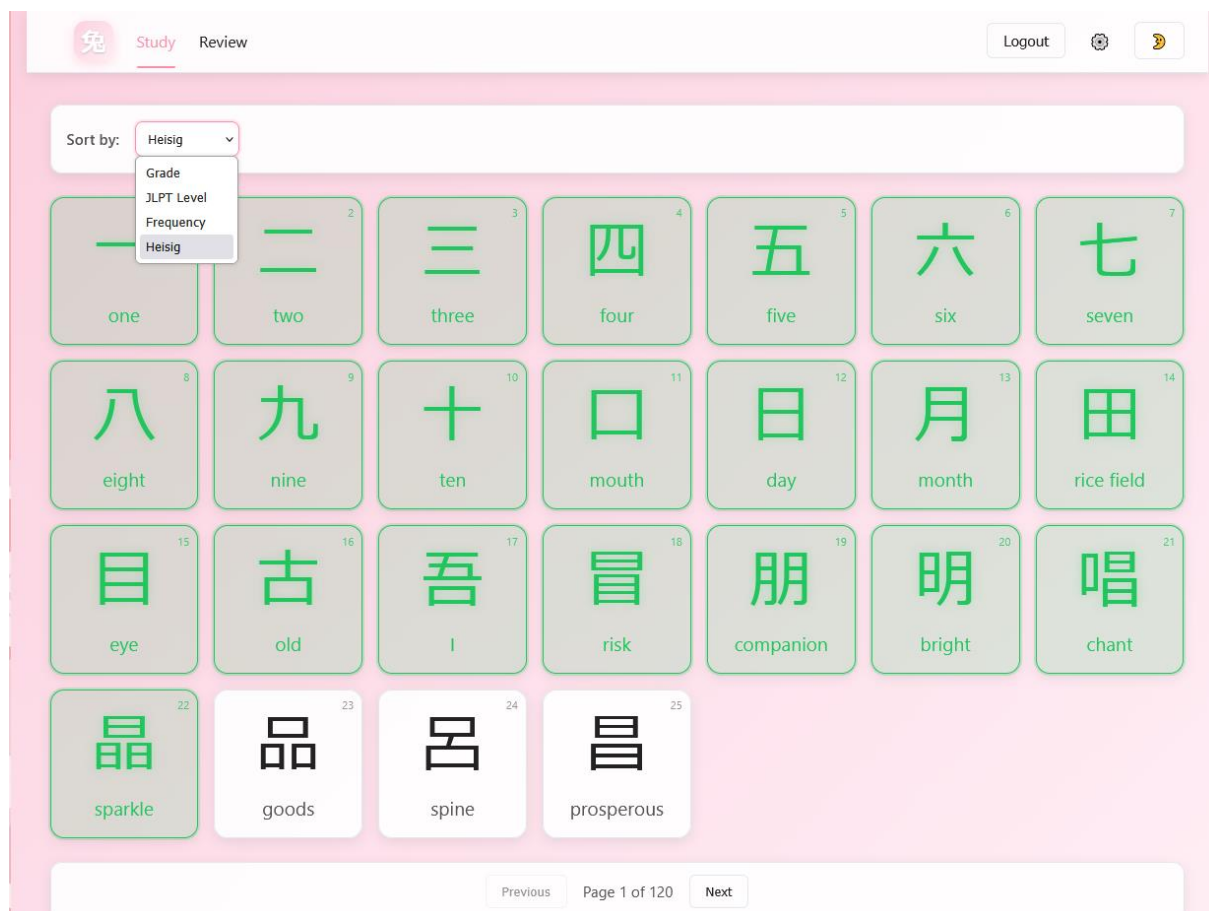 兔 Study Review Logout
Sort by: Heisig
Grade
JLPT Level
Frequency
Heisig
一 2 二 3 三 4 四 5 五 6 六 7 七
one two three four five six seven
8 八 9 九 10 十 11 口 12 日 13 月 14 田
eight nine ten mouth day month rice field
15 目 16 古 17 吾 18 冒 19 朋 20 明 21 唱
eye old I risk companion bright chant
22 晶 23 品 24 呂 25 昌
sparkle goods spine prosperous
Previous Page 1 of 120 Next